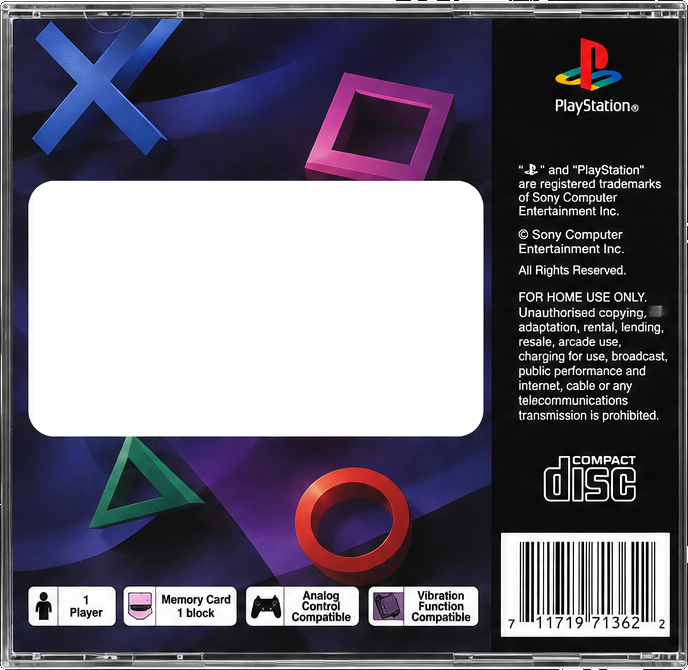 PlayStation®
"PS" and "PlayStation"
are registered trademarks
of Sony Computer
Entertainment Inc.
© Sony Computer
Entertainment Inc.
All Rights Reserved.
FOR HOME USE ONLY.
Unauthorised copying,
adaptation, rental, lending,
resale, arcade use,
charging for use, broadcast,
public performance and
internet, cable or any
telecommunications
transmission is prohibited.
COMPACT
disc
1
Player
Memory Card
1 block
Analog
Control
Compatible
Vibration
Function
Compatible
7 11719 71362 2